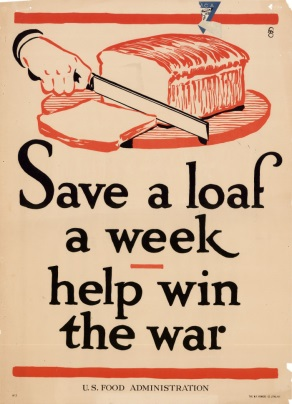 Save a loaf
a week
help win
the war
U.S. FOOD ADMINISTRATION